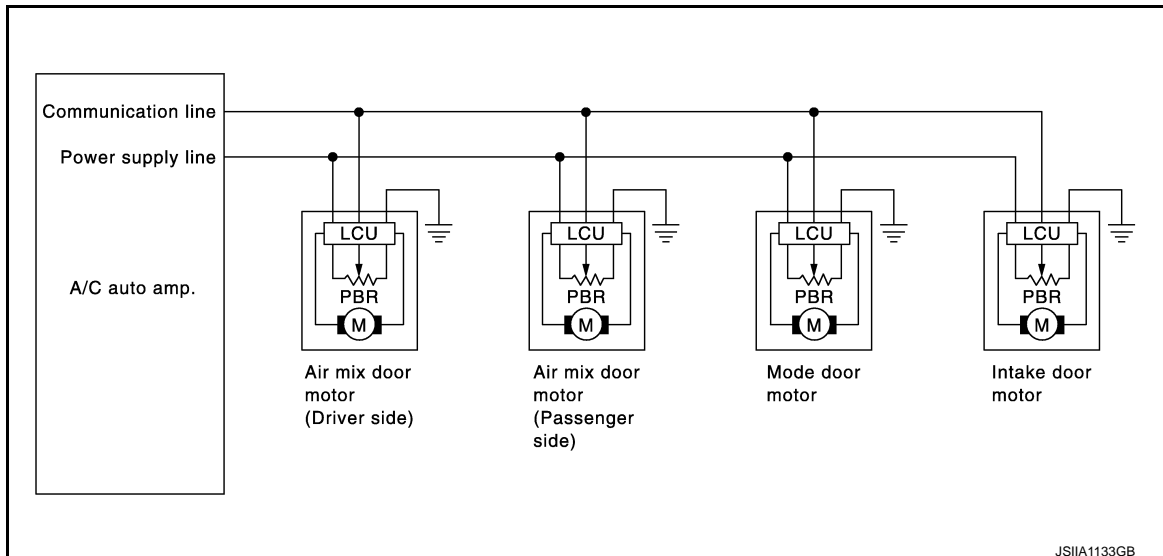 Communication line
Power supply line
A/C auto amp.
LCU
PBR
M
Air mix door
motor
(Driver side)
LCU
PBR
M
Air mix door
motor
(Passenger
side)
LCU
PBR
M
Mode door
motor
LCU
PBR
M
Intake door
motor
JSIIA1133GB